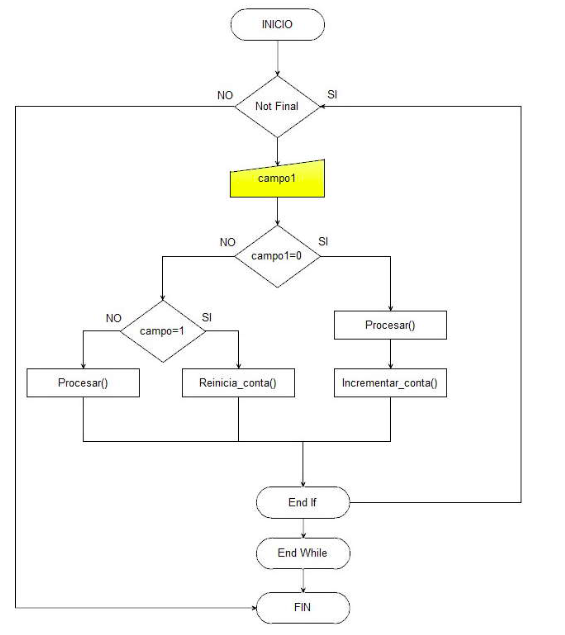 INICIO
NO
SI
Not Final
campo1
NO
SI
campo1=0
NO
SI
campo=1
Procesar()
Procesar()
Reinicia_conta()
Incrementar_conta()
End If
End While
FIN